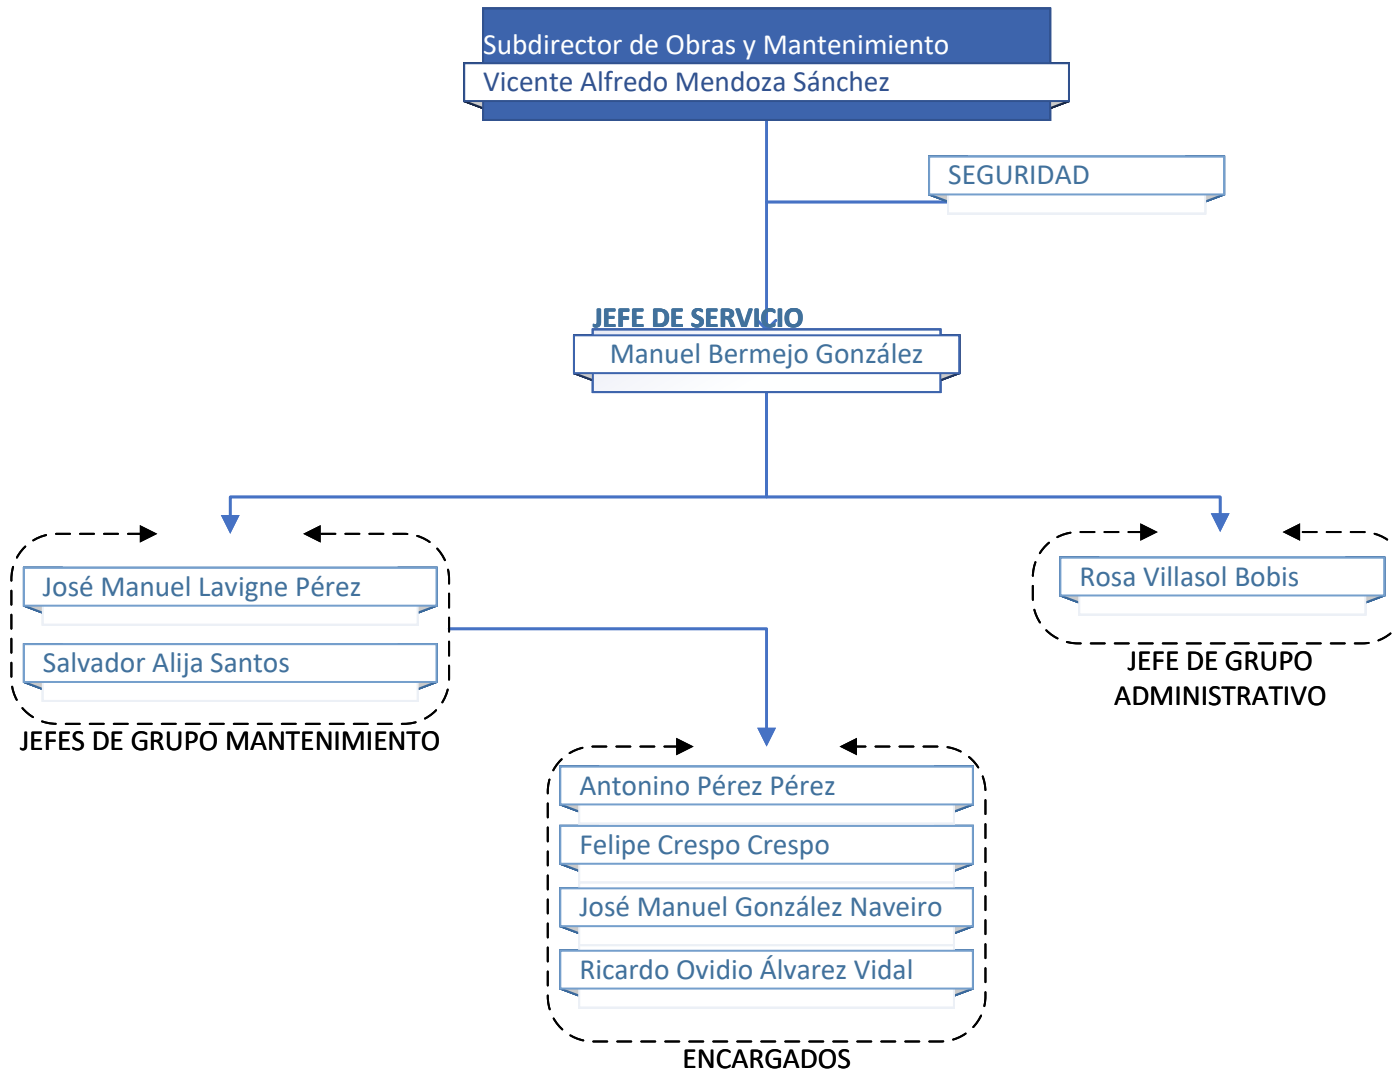 Subdirector de Obras y Mantenimiento
Vicente Alfredo Mendoza Sánchez
SEGURIDAD
JEFE DE SERVICIO
Manuel Bermejo González
José Manuel Lavigne Pérez
Salvador Alija Santos
JEFES DE GRUPO MANTENIMIENTO
Rosa Villasol Bobis
JEFE DE GRUPO
ADMINISTRATIVO
Antonino Pérez Pérez
Felipe Crespo Crespo
José Manuel González Naveiro
Ricardo Ovidio Álvarez Vidal
ENCARGADOS